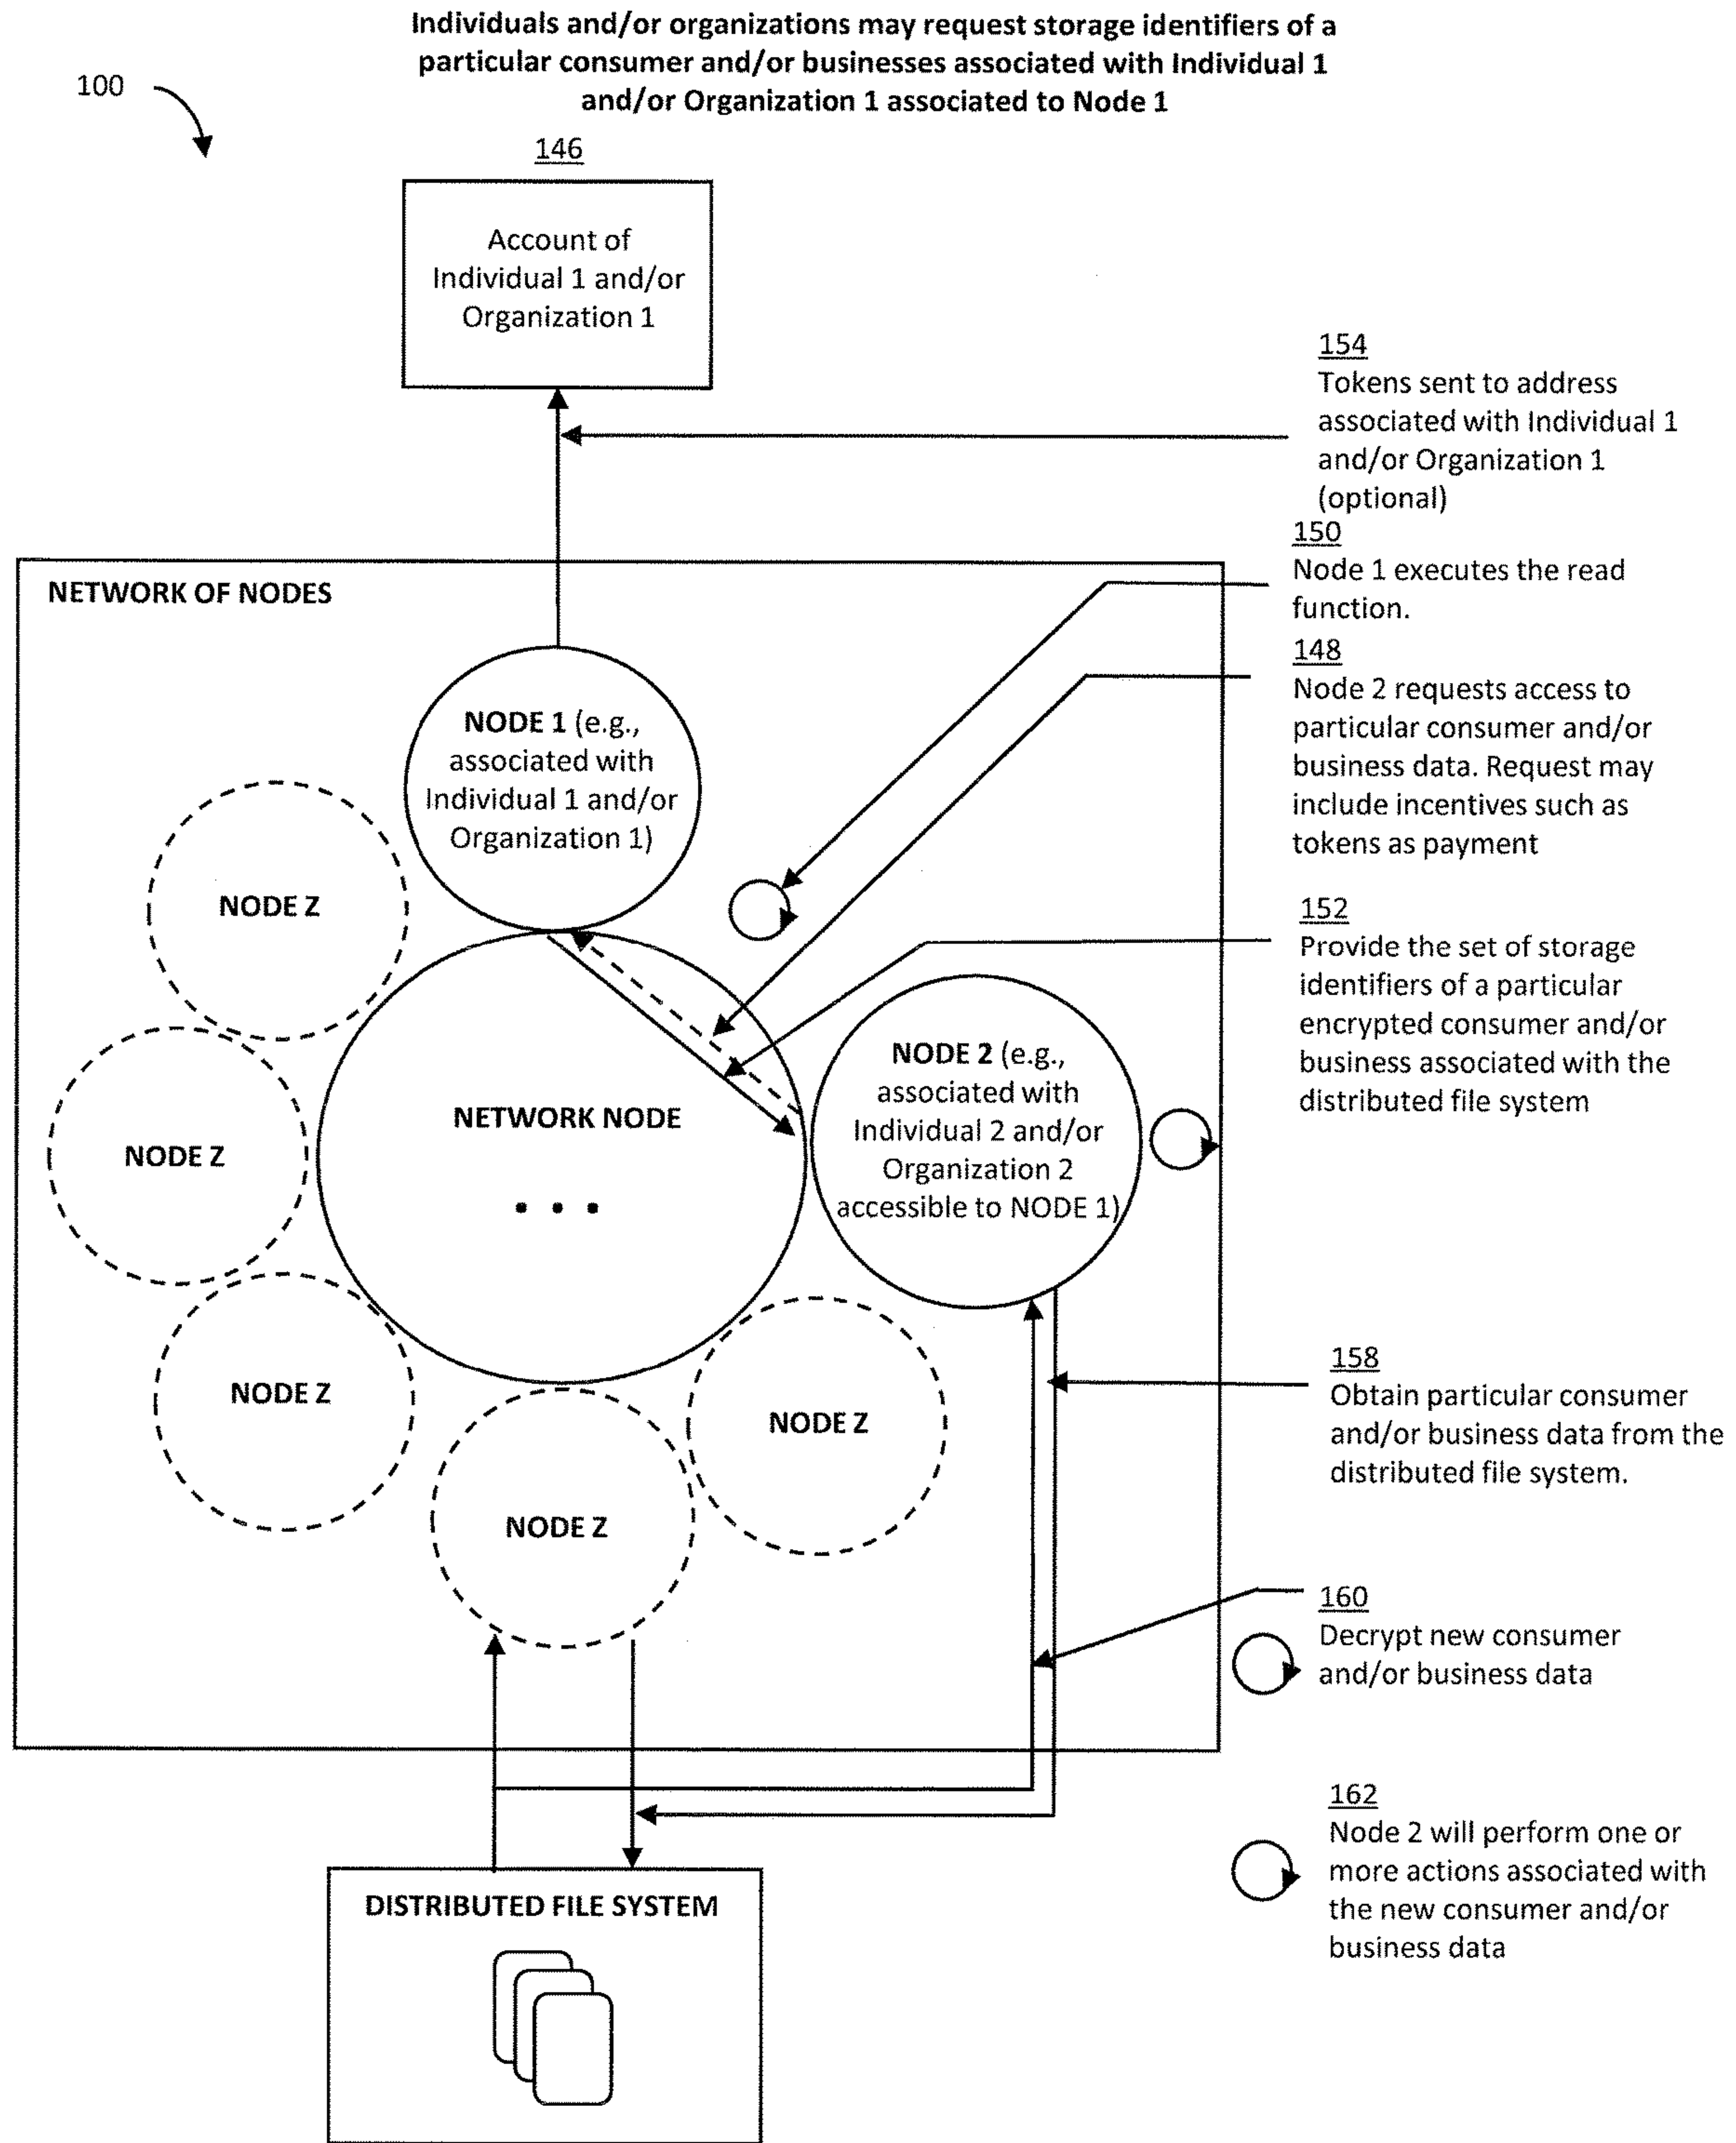 Individuals and/or organizations may request storage identifiers of a
particular consumer and/or businesses associated with Individual 1
and/or Organization 1 associated to Node 1
100
146
Account of
Individual 1 and/or
Organization 1
154
Tokens sent to address
associated with Individual 1
and/or Organization 1
(optional)
150
Node 1 executes the read
function.
148
Node 2 requests access to
particular consumer and/or
business data. Request may
include incentives such as
tokens as payment
152
Provide the set of storage
identifiers of a particular
encrypted consumer and/or
business associated with the
distributed file system
NETWORK OF NODES
NODE 1 (e.g.,
associated with
Individual 1 and/or
Organization 1)
NODE Z
NODE Z
NODE Z
NODE Z
NODE Z
NETWORK NODE
. . .
NODE 2 (e.g.,
associated with
Individual 2 and/or
Organization 2
accessible to NODE 1)
158
Obtain particular consumer
and/or business data from the
distributed file system.
160
Decrypt new consumer
and/or business data
162
Node 2 will perform one or
more actions associated with
the new consumer and/or
business data
DISTRIBUTED FILE SYSTEM